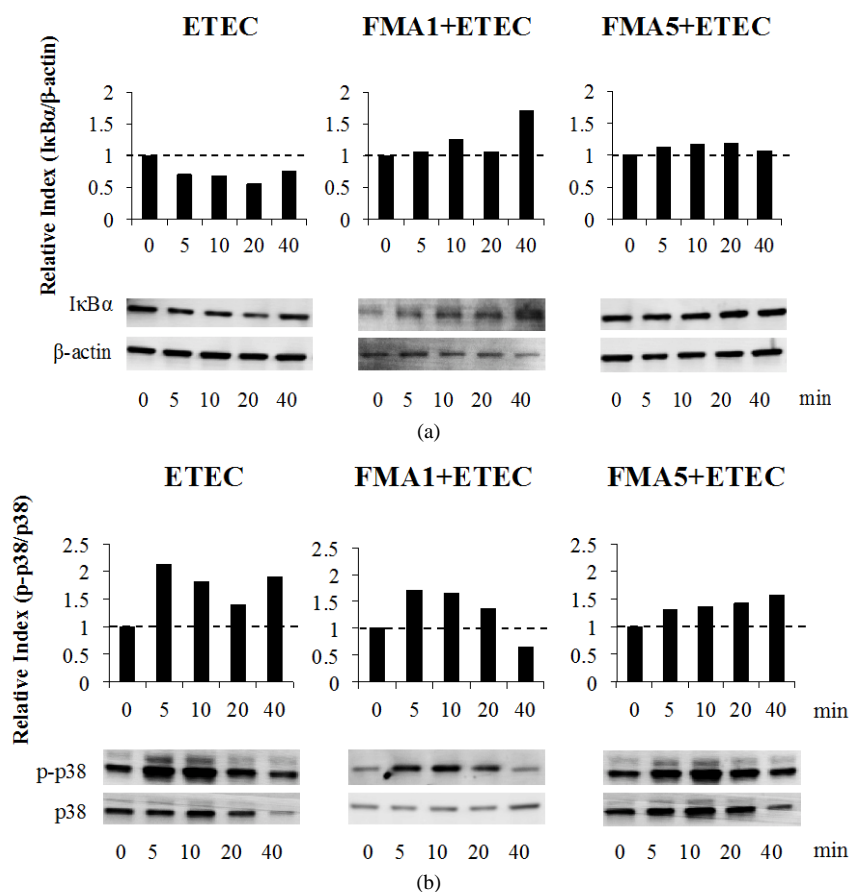 ETEC FMA1+ETEC FMA5+ETEC
Relative Index (IκBα/β-actin)
2 2 2
1.5 1.5 1.5
1 1 1
0.5 0.5 0.5
0 0 0
0 5 10 20 40 0 5 10 20 40 0 5 10 20 40
IκBα
β-actin
0 5 10 20 40 0 5 10 20 40 0 5 10 20 40 min
(a)
ETEC FMA1+ETEC FMA5+ETEC
Relative Index (p-p38/p38)
2.5 2.5 2.5
2 2 2
1.5 1.5 1.5
1 1 1
0.5 0.5 0.5
0 0 0
0 5 10 20 40 0 5 10 20 40 0 5 10 20 40 min
p-p38
p38
0 5 10 20 40 0 5 10 20 40 0 5 10 20 40 min
(b)